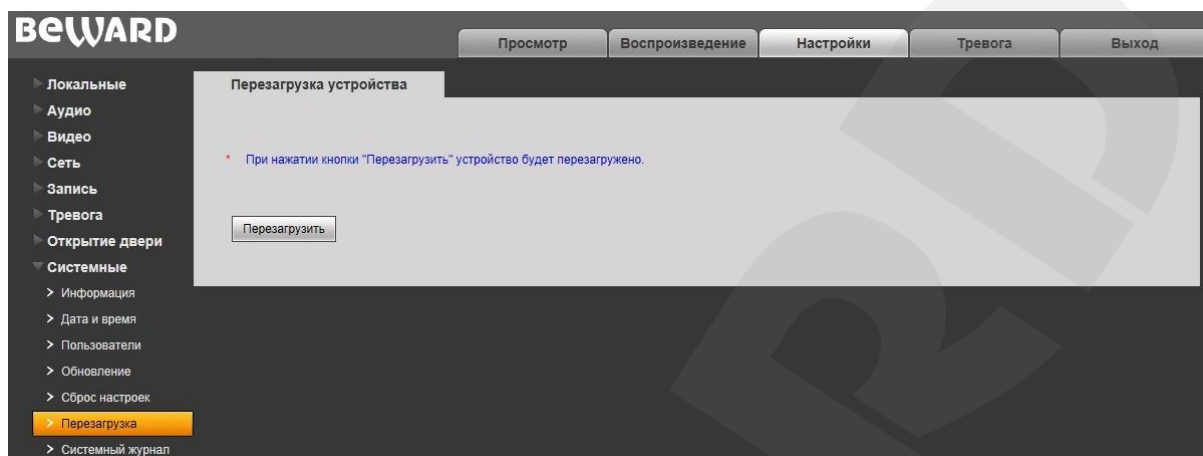 BEWARD
Просмотр
Воспроизведение
Настройки
Тревога
Выход
Локальные
Аудио
Видео
Сеть
Запись
Тревога
Открытие двери
Системные
Информация
Дата и время
Пользователи
Обновление
Сброс настроек
Перезагрузка
Системный журнал
Перезагрузка устройства
* При нажатии кнопки "Перезагрузить" устройство будет перезагружено.
Перезагрузить